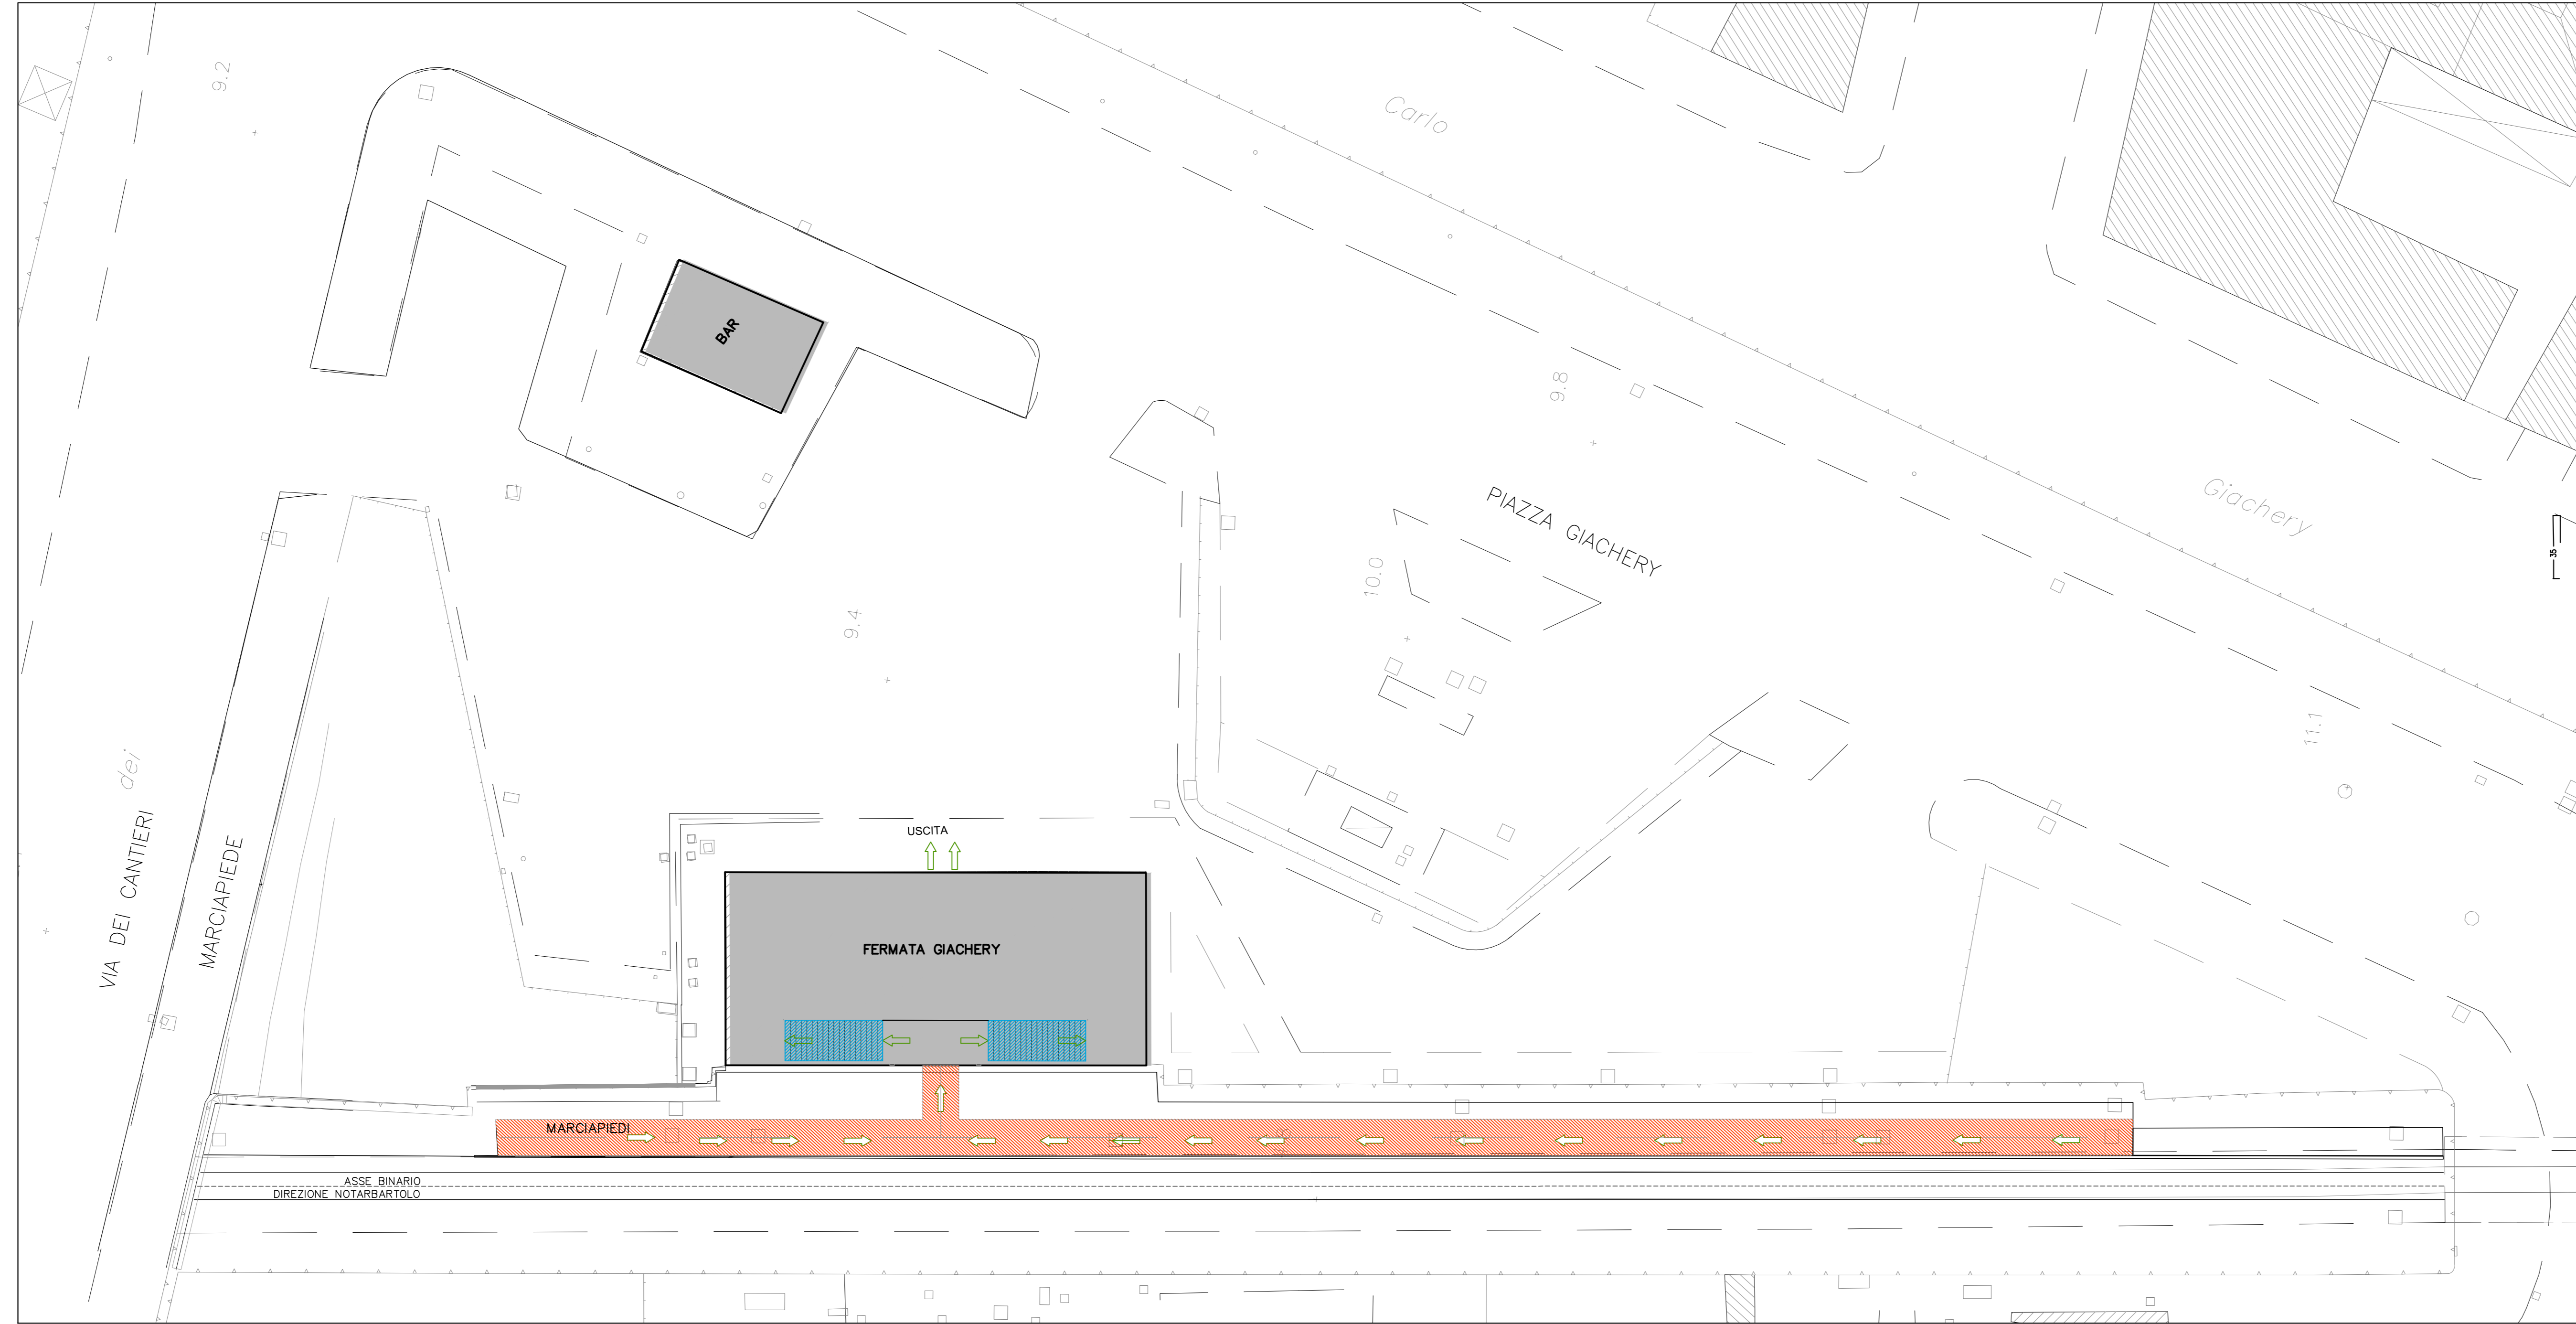 9.2
Carlo
BAR
9.8
Giachery
PIAZZA GIACHERY
35
10.0
9.4
11.1
dei
VIA DEI CANTIERI
MARCIAPIEDE
USCITA
FERMATA GIACHERY
MARCIAPIEDI
ASSE BINARIO
DIREZIONE NOTARBARTOLO